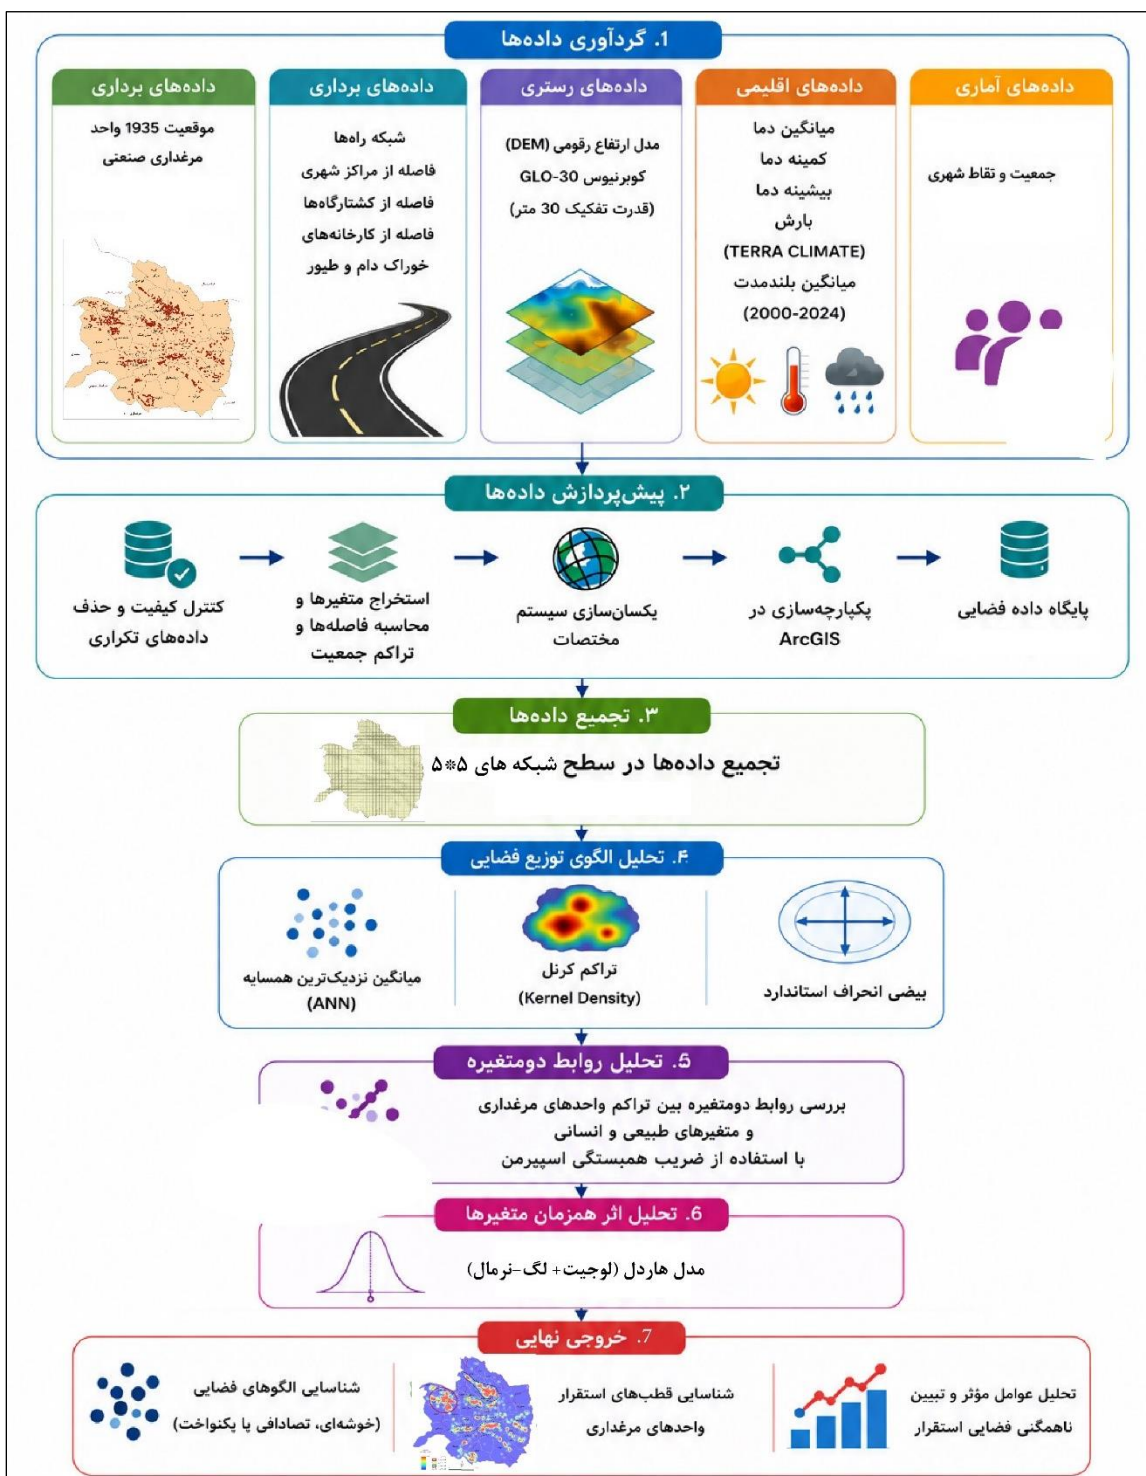 1. گردآوری داده‌ها
داده‌های برداری
موقعیت 1935 واحد
مرغداری صنعتی
داده‌های برداری
شبکه راه‌ها
فاصله از مراکز شهری
فاصله از کشتارگاه‌ها
فاصله از کارخانه‌های
خوراک دام و طیور
داده‌های رستری
مدل ارتفاع رقومی (DEM)
کوپرنیوس GLO-30
(قدرت تفکیک 30 متر)
داده‌های اقلیمی
میانگین دما
کمینه دما
بیشینه دما
بارش
(TERRA CLIMATE)
میانگین بلندمدت
(2000-2024)
داده‌های آماری
جمعیت و تقاط شهری
۲. پیش‌پردازش داده‌ها
کنترل کیفیت و حذف
داده‌های تکراری
استخراج متغیرها و
محاسبه فاصله‌ها و
تراکم جمعیت
یکسان‌سازی سیستم
مختصات
یکپارچه‌سازی در
ArcGIS
پایگاه داده فضایی
۳. تجمیع داده‌ها
تجمیع داده‌ها در سطح شبکه های ۵*۵
۴. تحلیل الگوی توزیع فضایی
میانگین نزدیک‌ترین همسایه
(ANN)
تراکم کرنل
(Kernel Density)
بیضی انحراف استاندارد
5. تحلیل روابط دومتغیره
بررسی روابط دومتغیره بین تراکم واحدهای مرغداری
و متغیرهای طبیعی و انسانی
با استفاده از ضریب همبستگی اسپیرمن
6. تحلیل اثر همزمان متغیرها
مدل هاردل (لوجیت+ لگ-نرمال)
7. خروجی نهایی
شناسایی الگوهای فضایی
(خوشه‌ای، تصادافی یا یکنواخت)
شناسایی قطب‌های استقرار
واحدهای مرغداری
تحلیل عوامل مؤثر و تبیین
ناهمگنی فضایی استقرار